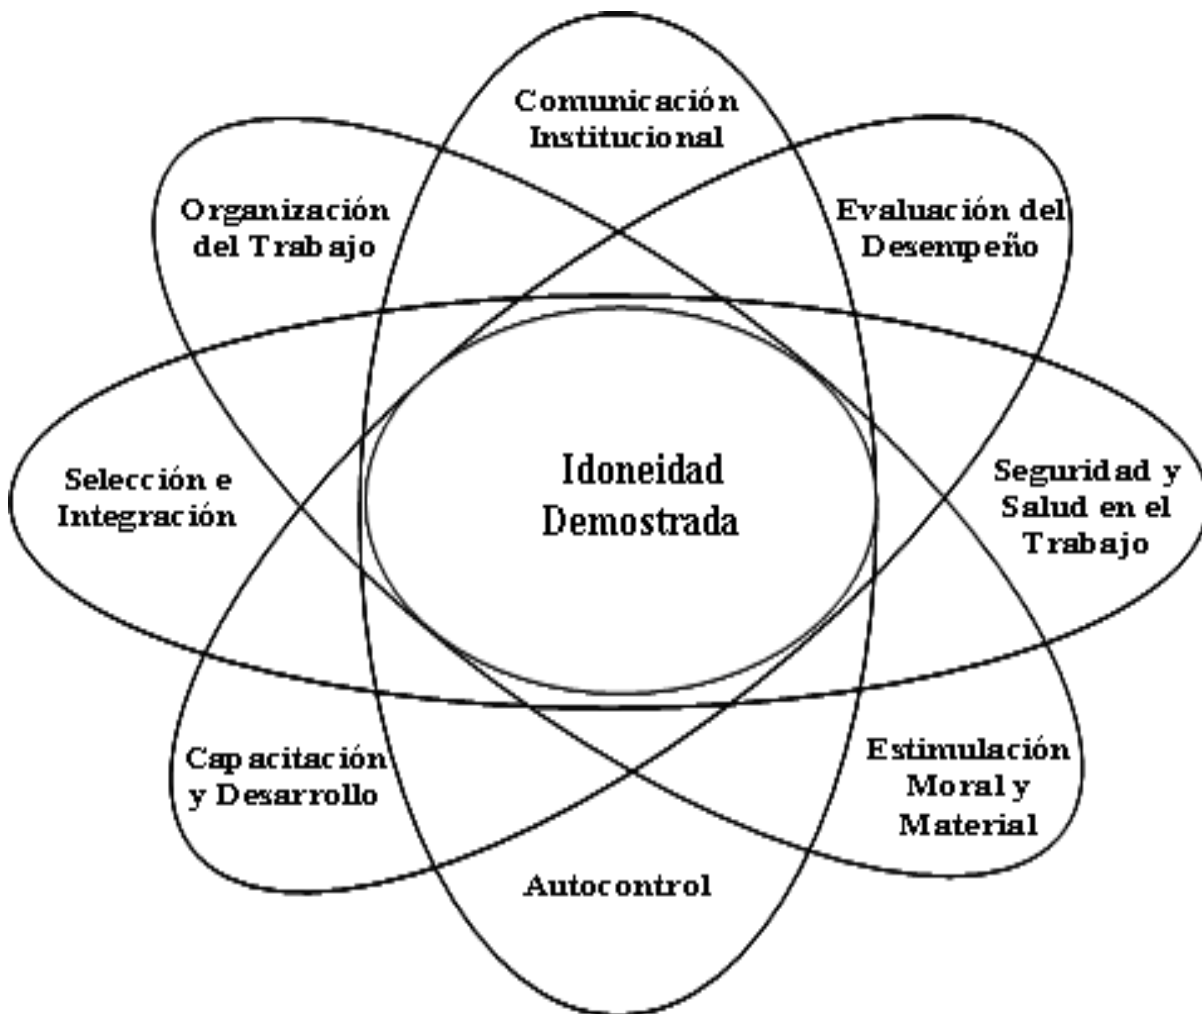 Comunicación
Institucional
Organización
del Trabajo
Evaluación del
Desempeño
Selección e
Integración
Idoneidad
Demostrada
Seguridad y
Salud en el
Trabajo
Capacitación
y Desarrollo
Estimulación
Moral y
Material
Autocontrol